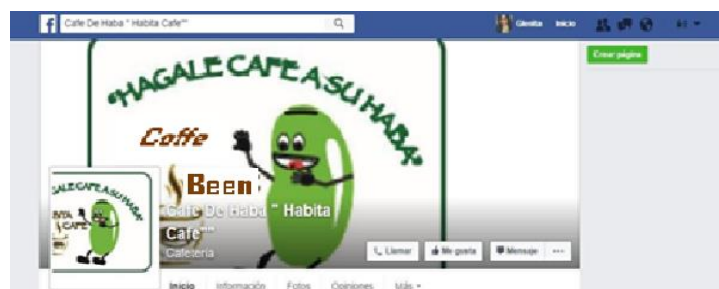 Cafe De Haba " Habita Cafe""
Glenita Inicio
Crear página
"HAGALE CAFE A SU HABA"
Coffe
Been
Cafe De Haba " Habita
Cafe""
Cafetería
Llamar Me gusta Mensaje ...
Inicio Información Fotos Opiniones Más